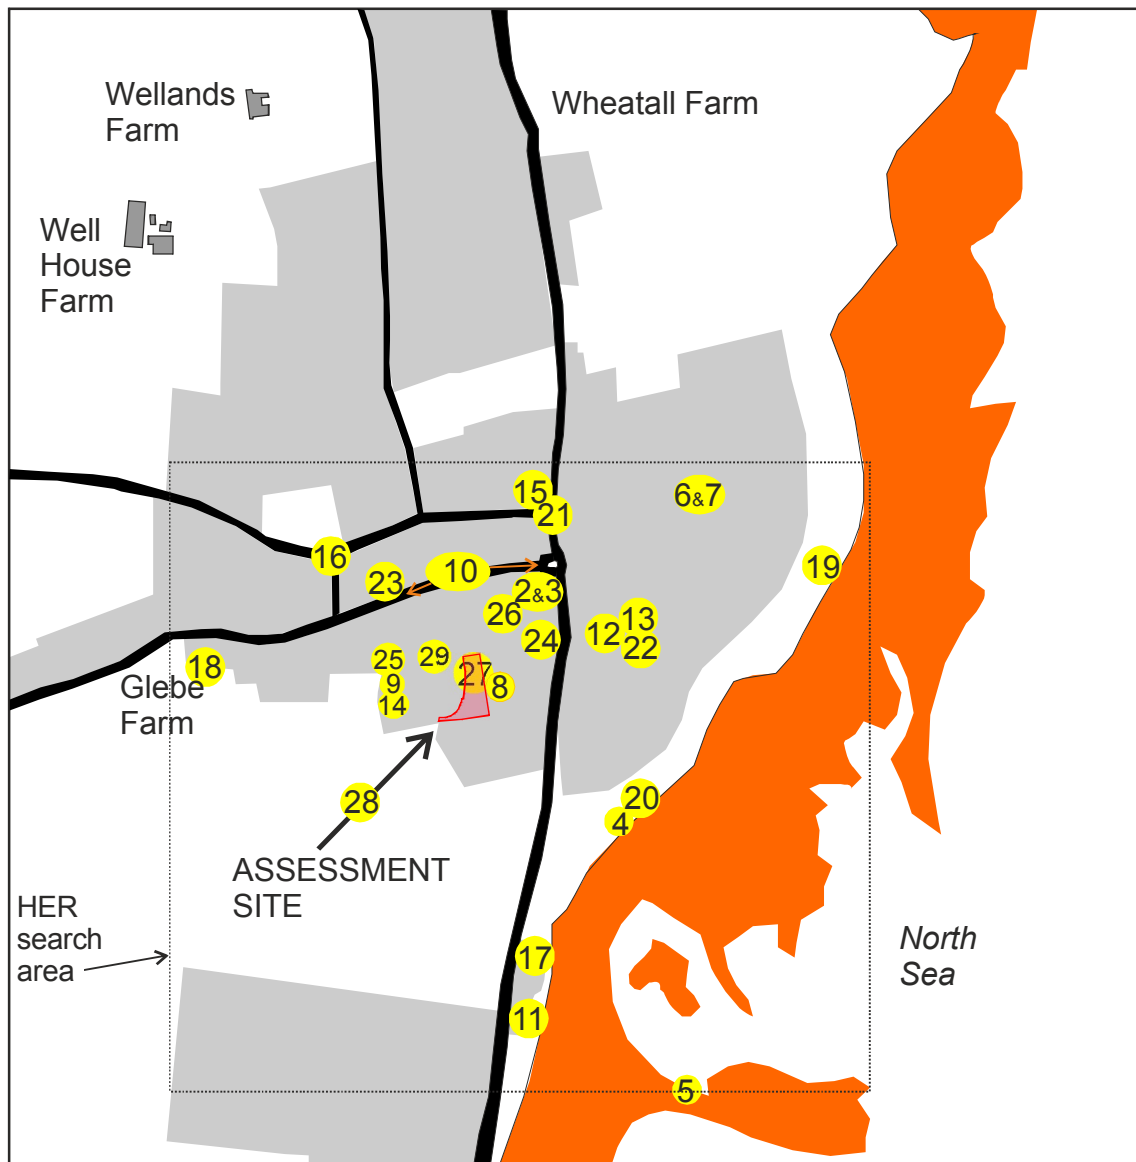 Wellands
Farm
Wheatall Farm
Well
House
Farm
15
6&7
21
16
10
19
23
2&3
26
13
12
24
22
25
29
18
27
9
8
Glebe
Farm
14
20
28
4
ASSESSMENT
SITE
HER
search
area
North
Sea
17
11
5